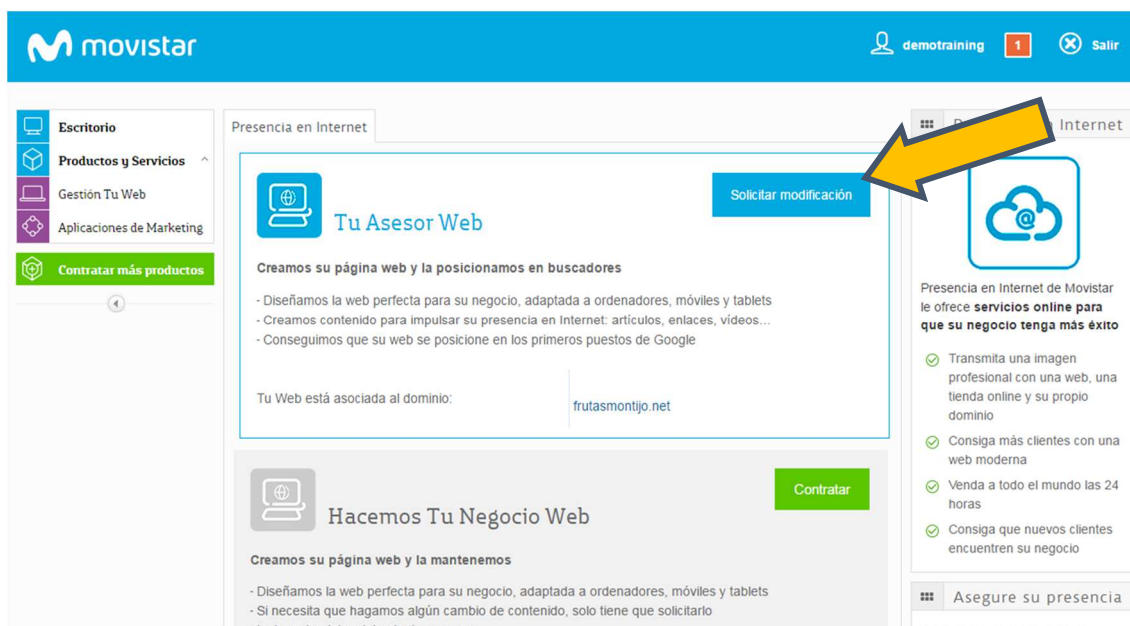 movistar
demotraining
1
Salir
Escritorio
Productos y Servicios
Gestión Tu Web
Aplicaciones de Marketing
Contratar más productos
Presencia en Internet
Tu Asesor Web
Solicitar modificación
Creamos su página web y la posicionamos en buscadores
- Diseñamos la web perfecta para su negocio, adaptada a ordenadores, móviles y tablets
- Creamos contenido para impulsar su presencia en Internet: artículos, enlaces, vídeos...
- Conseguimos que su web se posicione en los primeros puestos de Google
Tu Web está asociada al dominio:
frutasmontijo.net
Hacemos Tu Negocio Web
Contratar
Creamos su página web y la mantenemos
- Diseñamos la web perfecta para su negocio, adaptada a ordenadores, móviles y tablets
- Si necesita que hagamos algún cambio de contenido, solo tiene que solicitarlo
Internet
@
Presencia en Internet de Movistar
le ofrece servicios online para
que su negocio tenga más éxito
Transmita una imagen
profesional con una web, una
tienda online y su propio
dominio
Consiga más clientes con una
web moderna
Venda a todo el mundo las 24
horas
Consiga que nuevos clientes
encuentren su negocio
Asegure su presencia